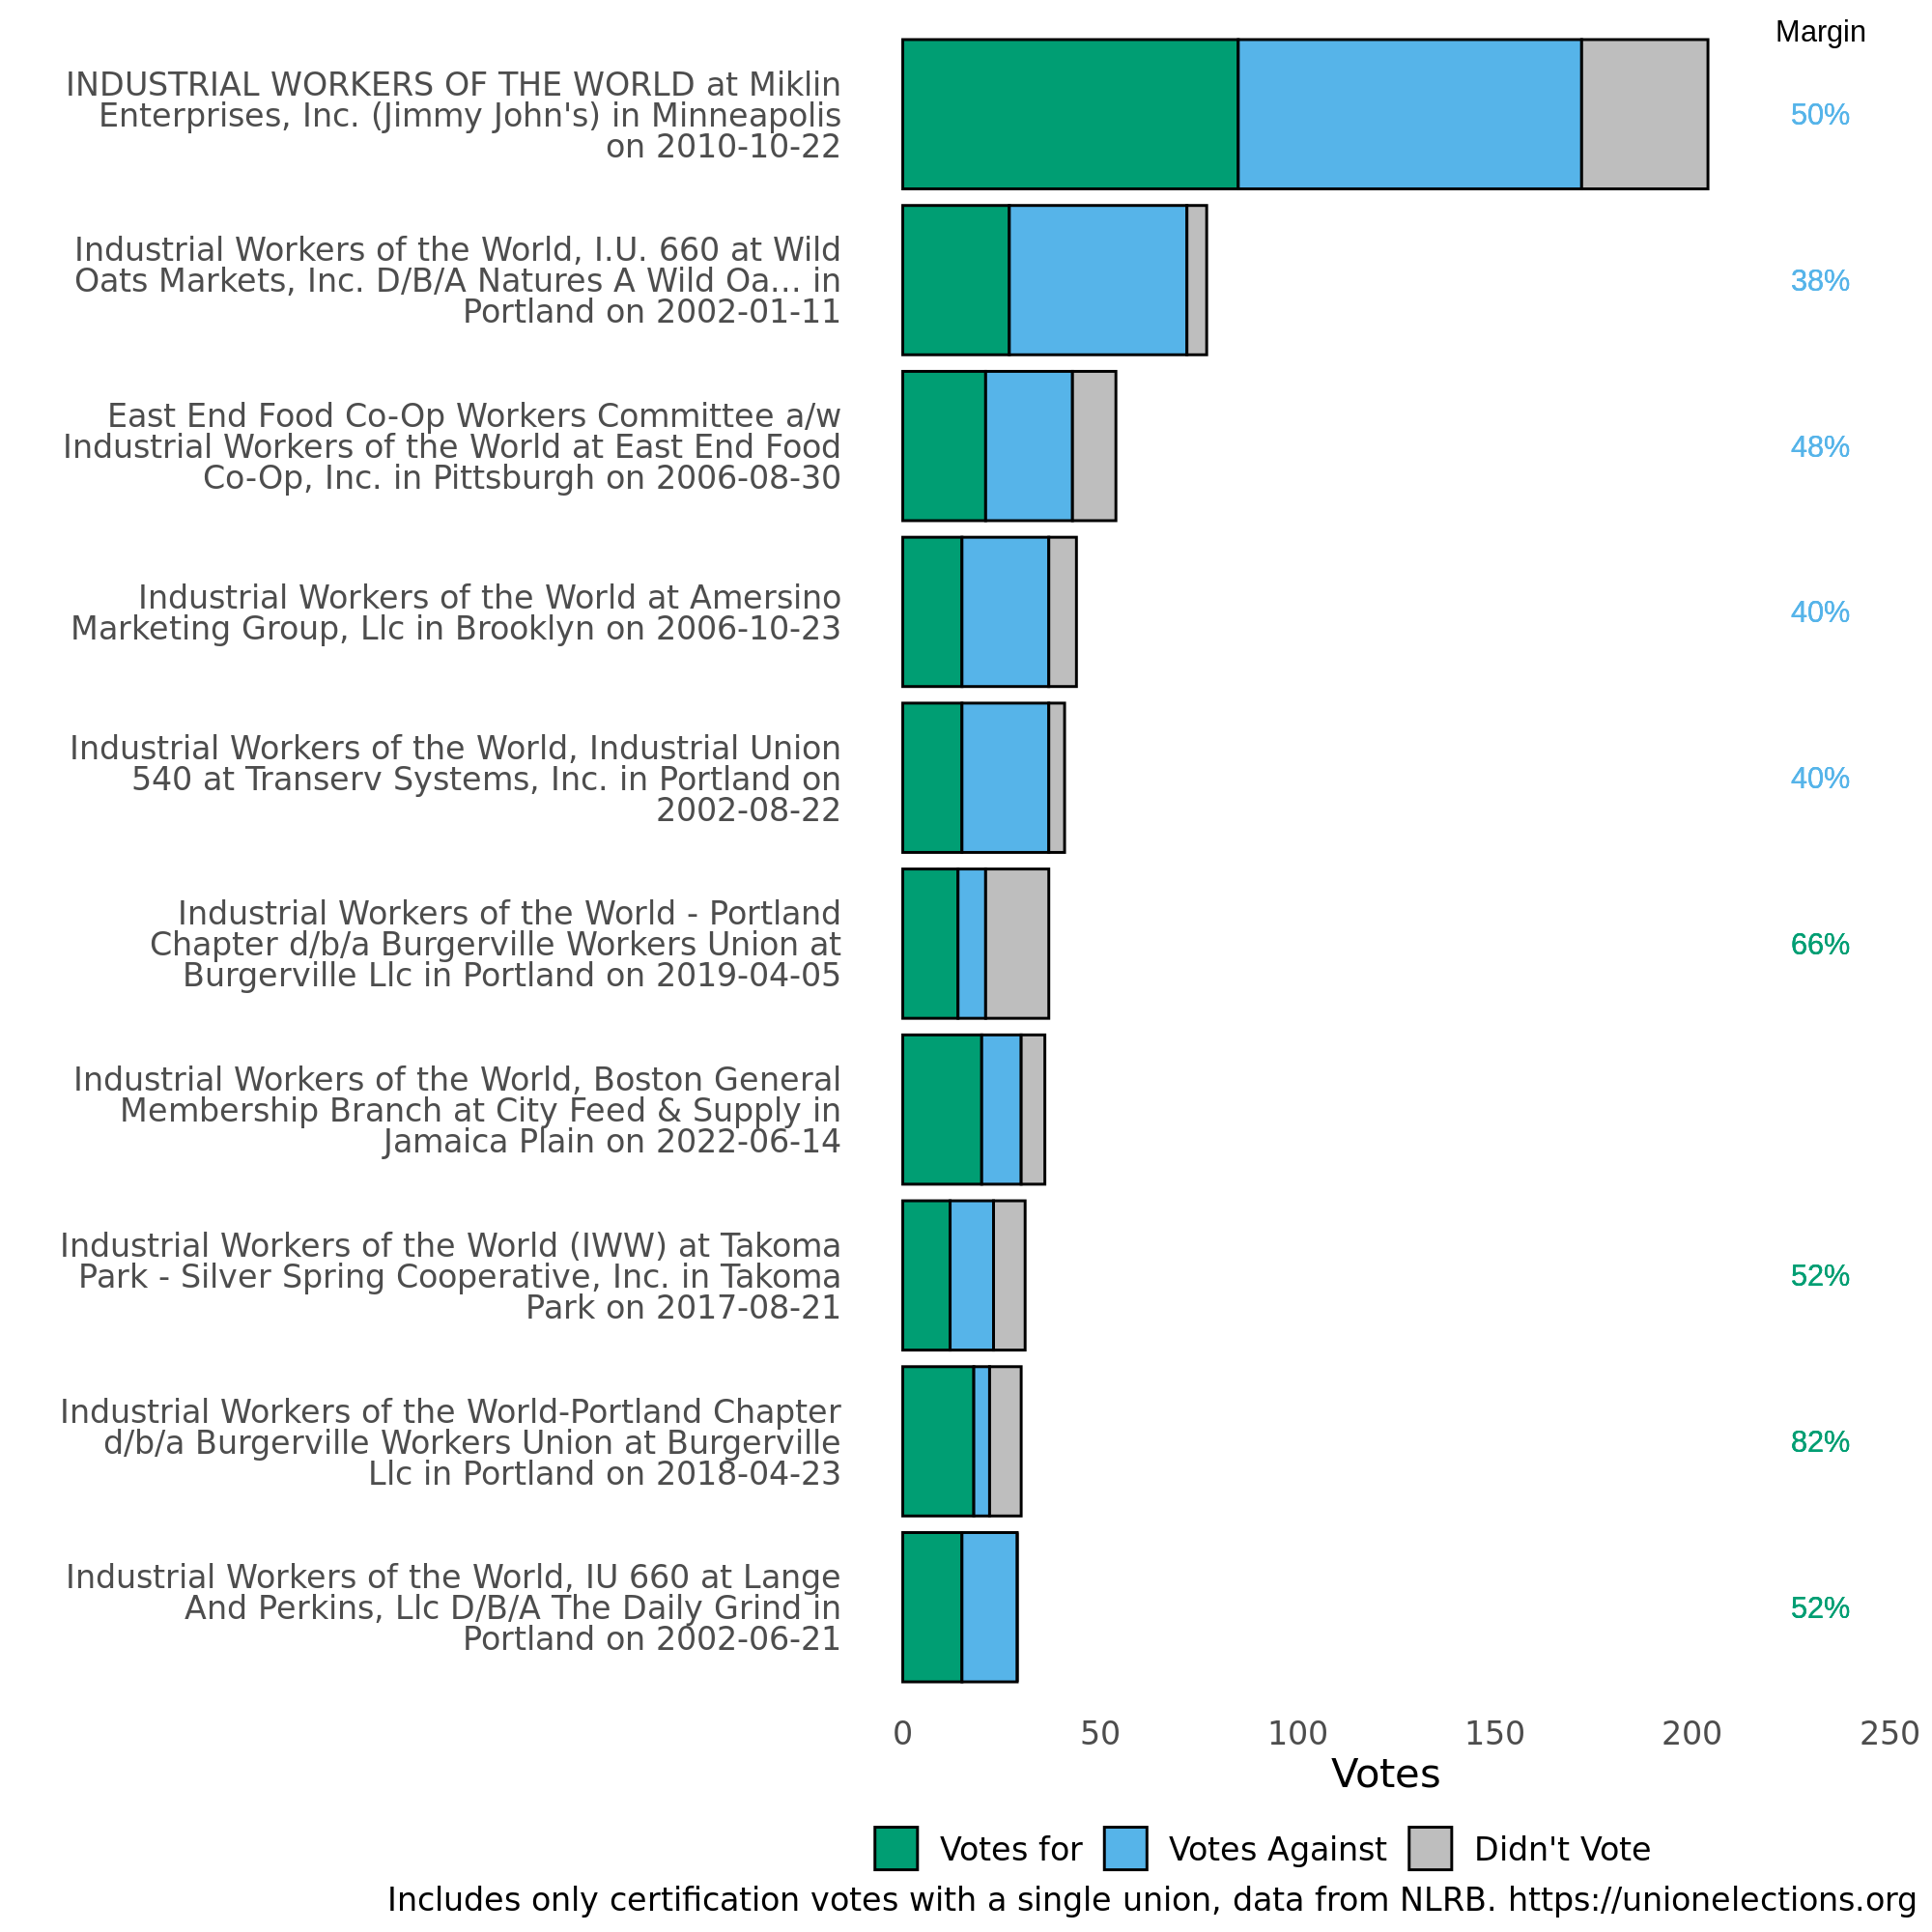 Margin
INDUSTRIAL WORKERS OF THE WORLD at Miklin
Enterprises, Inc. (Jimmy John's) in Minneapolis
on 2010-10-22
50%
Industrial Workers of the World, I.U. 660 at Wild
Oats Markets, Inc. D/B/A Natures A Wild Oa... in
Portland on 2002-01-11
38%
East End Food Co-Op Workers Committee a/w
Industrial Workers of the World at East End Food
Co-Op, Inc. in Pittsburgh on 2006-08-30
48%
Industrial Workers of the World at Amersino
Marketing Group, Llc in Brooklyn on 2006-10-23
40%
Industrial Workers of the World, Industrial Union
540 at Transerv Systems, Inc. in Portland on
2002-08-22
40%
Industrial Workers of the World - Portland
Chapter d/b/a Burgerville Workers Union at
Burgerville Llc in Portland on 2019-04-05
66%
Industrial Workers of the World, Boston General
Membership Branch at City Feed & Supply in
Jamaica Plain on 2022-06-14
Industrial Workers of the World (IWW) at Takoma
Park - Silver Spring Cooperative, Inc. in Takoma
Park on 2017-08-21
52%
Industrial Workers of the World-Portland Chapter
d/b/a Burgerville Workers Union at Burgerville
Llc in Portland on 2018-04-23
82%
Industrial Workers of the World, IU 660 at Lange
And Perkins, Llc D/B/A The Daily Grind in
Portland on 2002-06-21
52%
0 50 100 150 200 250
Votes
Votes for Votes Against Didn't Vote
Includes only certification votes with a single union, data from NLRB. https://unionelections.org